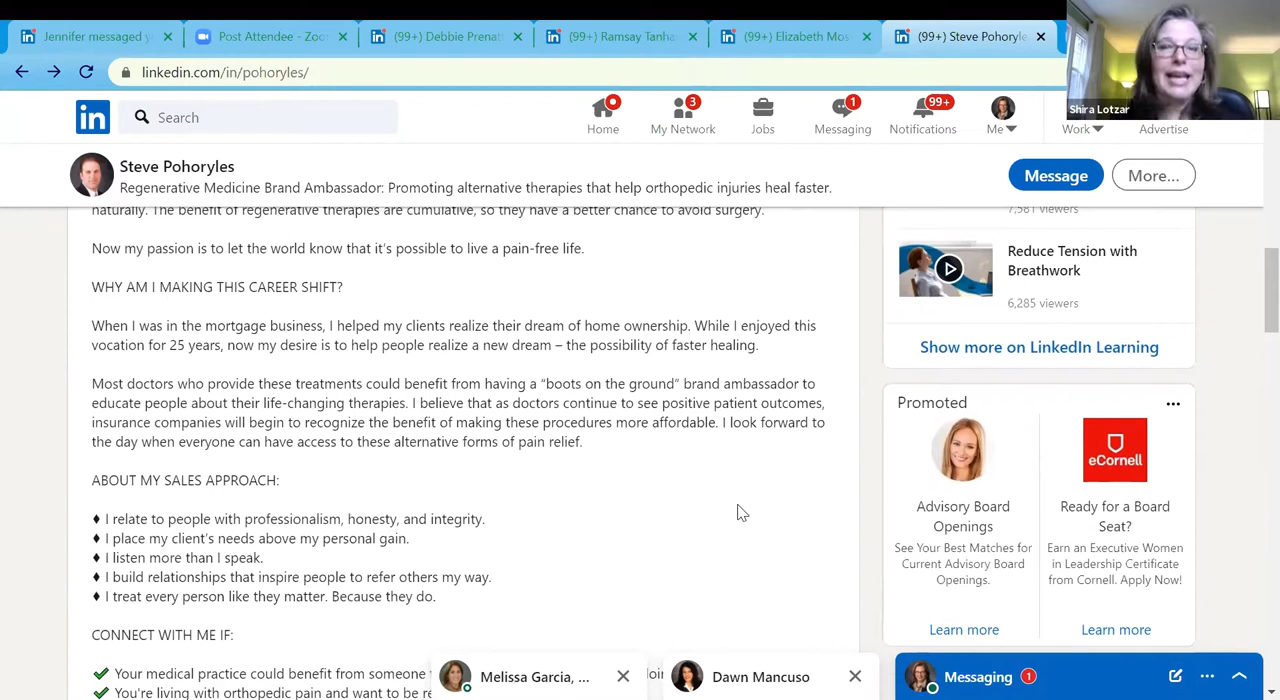 Jennifer messaged y
Post Attendee - Zoo
(99+) Debbie Prenat
(99+) Ramsay Tanha
(99+) Elizabeth Mos
(99+) Steve Pohoryle
linkedin.com/in/pohoryles/
Shira Lotzar
in
Search
Home
3
My Network
Jobs
1
Messaging
99+
Notifications
Me
Work
Advertise
Steve Pohoryles
Regenerative Medicine Brand Ambassador: Promoting alternative therapies that help orthopedic injuries heal faster.
Message
More...
naturally. The benefit of regenerative therapies are cumulative, so they have a better chance to avoid surgery.
Now my passion is to let the world know that it's possible to live a pain-free life.
WHY AM I MAKING THIS CAREER SHIFT?
When I was in the mortgage business, I helped my clients realize their dream of home ownership. While I enjoyed this
vocation for 25 years, now my desire is to help people realize a new dream – the possibility of faster healing.
Most doctors who provide these treatments could benefit from having a “boots on the ground” brand ambassador to
educate people about their life-changing therapies. I believe that as doctors continue to see positive patient outcomes,
insurance companies will begin to recognize the benefit of making these procedures more affordable. I look forward to
the day when everyone can have access to these alternative forms of pain relief.
ABOUT MY SALES APPROACH:
♦ I relate to people with professionalism, honesty, and integrity.
♦ I place my client's needs above my personal gain.
♦ I listen more than I speak.
♦ I build relationships that inspire people to refer others my way.
♦ I treat every person like they matter. Because they do.
CONNECT WITH ME IF:
✔ Your medical practice could benefit from someone
✔ You're living with orthopedic pain and want to be re
7,581 viewers
Reduce Tension with
Breathwork
6,285 viewers
Show more on LinkedIn Learning
Promoted
Advisory Board
Openings
See Your Best Matches for
Current Advisory Board
Openings.
Learn more
eCornell
Ready for a Board
Seat?
Earn an Executive Women
in Leadership Certificate
from Cornell. Apply Now!
Learn more
Melissa Garcia, ...
Dawn Mancuso
Messaging 1